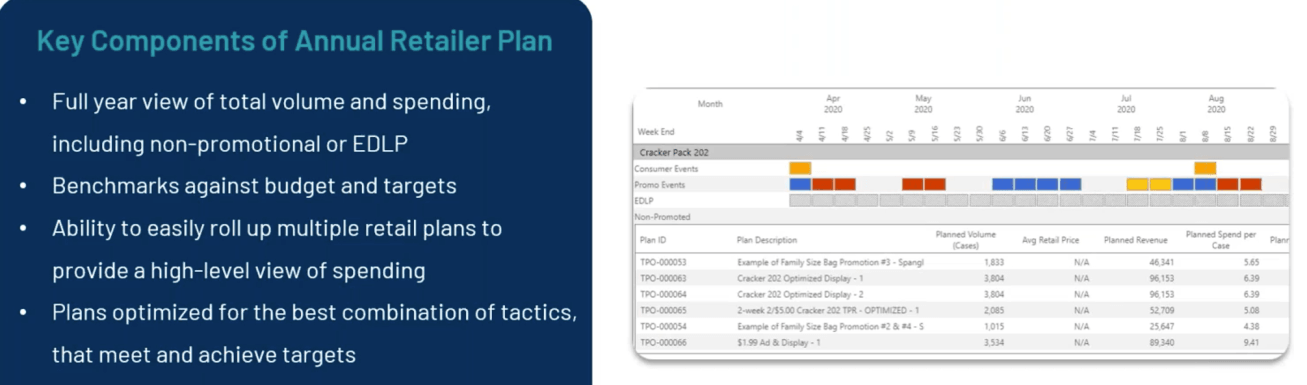 Key Components of Annual Retailer Plan
• Full year view of total volume and spending,
including non-promotional or EDLP
• Benchmarks against budget and targets
• Ability to easily roll up multiple retail plans to
provide a high-level view of spending
• Plans optimized for the best combination of tactics,
that meet and achieve targets
Month Apr 2020 May 2020 Jun 2020 Jul 2020 Aug 2020
Week End 4/4 4/11 4/18 4/25 5/2 5/9 5/16 5/23 5/30 6/6 6/13 6/20 6/27 7/4 7/11 7/18 7/25 8/1 8/8 8/15 8/22 8/29
Cracker Pack 202
Consumer Events
Promo Events
EDLP
Non-Promoted
Plan ID Plan Description Planned Volume (Cases) Avg Retail Price Planned Revenue Planned Spend per Case Planr
TPO-000053 Example of Family Size Bag Promotion #3 - Spangl 1,833 N/A 46,341 5.65
TPO-000063 Cracker 202 Optimized Display - 1 3,804 N/A 96,153 6.39
TPO-000064 Cracker 202 Optimized Display - 2 3,804 N/A 96,153 6.39
TPO-000065 2-week 2/$5.00 Cracker 202 TPR - OPTIMIZED - 1 2,085 N/A 52,709 5.08
TPO-000054 Example of Family Size Bag Promotion #2 & #4 - S 1,015 N/A 25,647 4.38
TPO-000066 $1.99 Ad & Display - 1 3,534 N/A 89,340 9.41